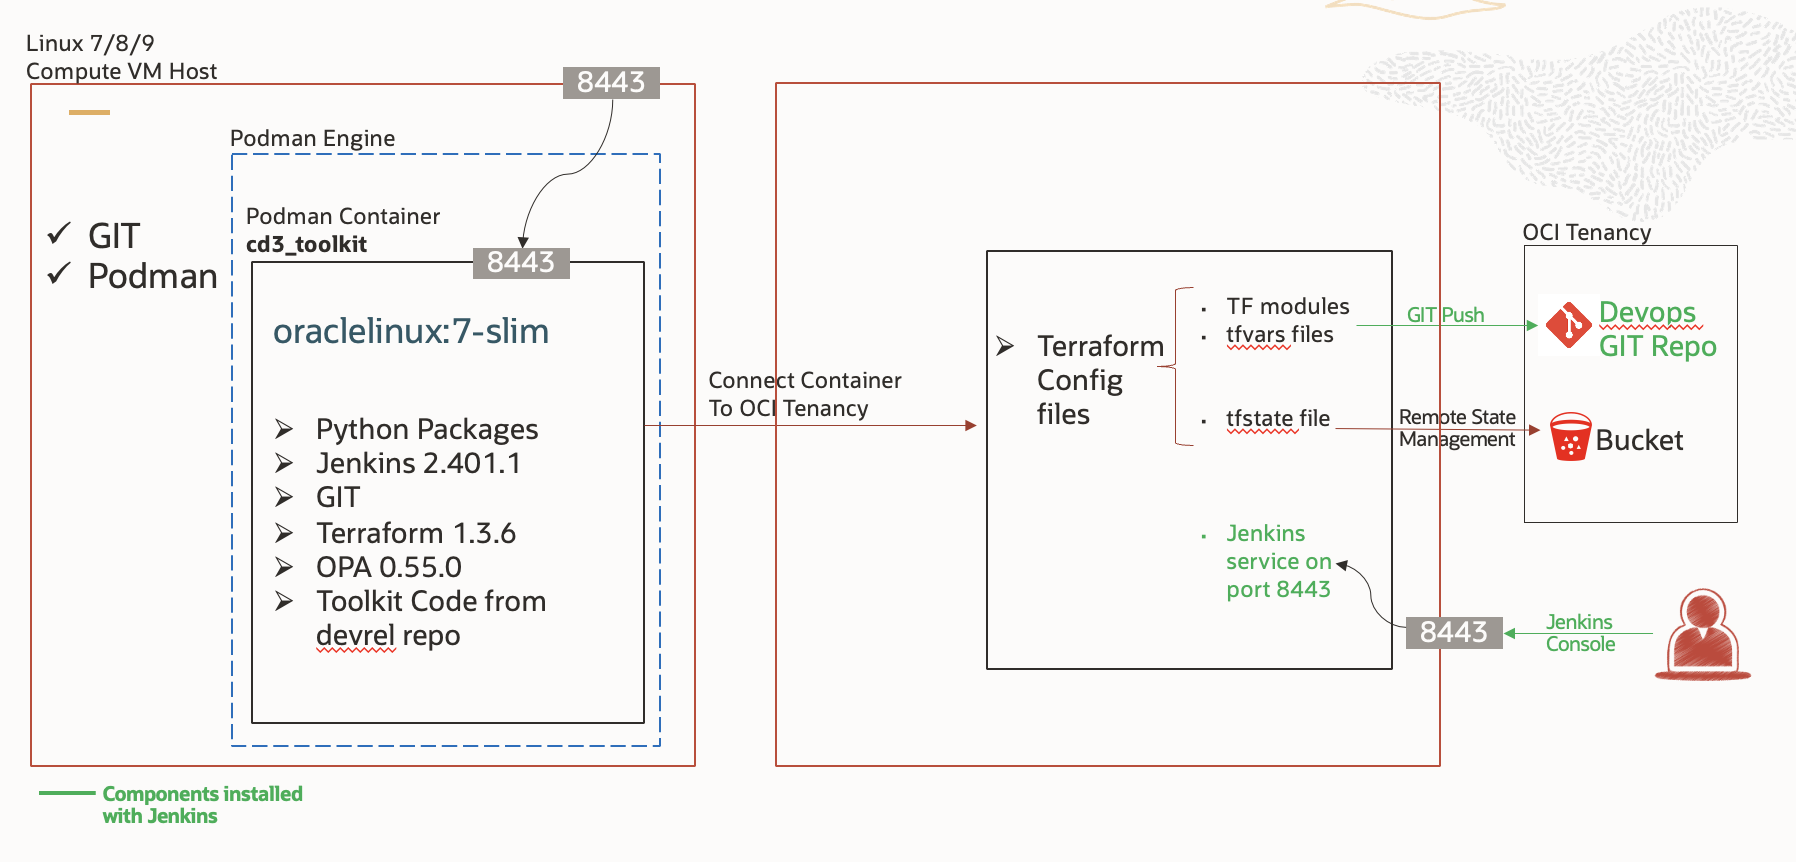 Linux 7/8/9
Compute VM Host
8443
Podman Engine
GIT
Podman
Podman Container
cd3_toolkit
8443
oraclelinux:7-slim
Python Packages
Jenkins 2.401.1
GIT
Terraform 1.3.6
OPA 0.55.0
Toolkit Code from
devrel repo
Components installed
with Jenkins
Connect Container
To OCI Tenancy
Terraform
Config
files
TF modules
tfvars files
tfstate file
Jenkins
service on
port 8443
GIT Push
Remote State
Management
OCI Tenancy
Devops
GIT Repo
Bucket
8443
Jenkins
Console